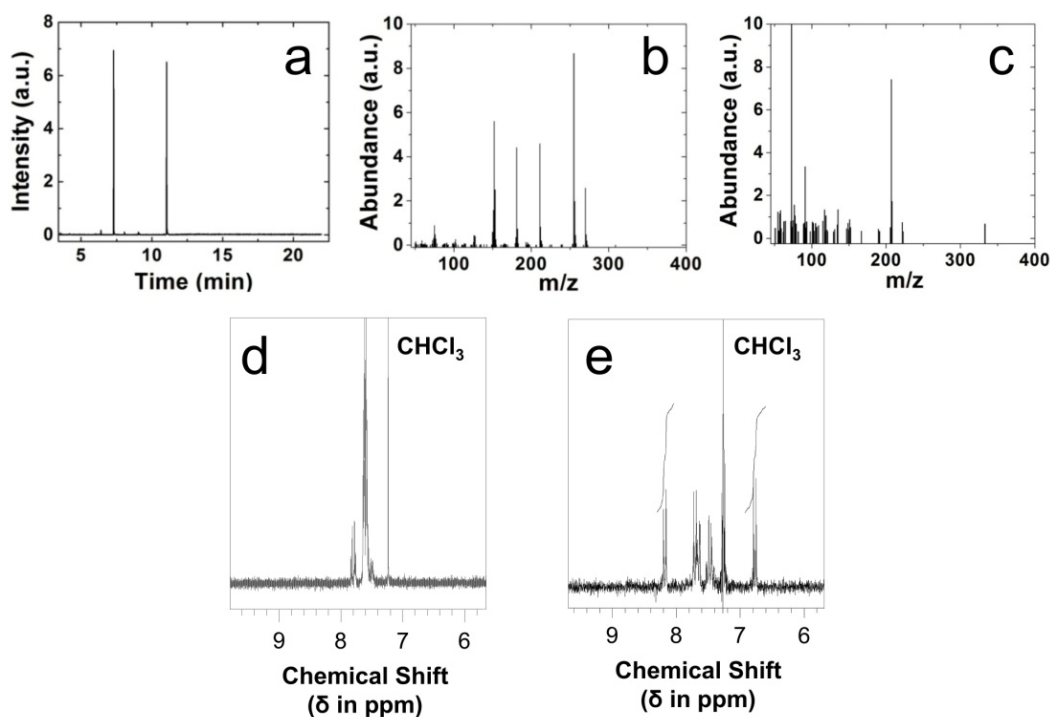 a
Intensity (a.u.)
8
6
4
2
0
5
10
15
20
Time (min)
b
Abundance (a.u.)
10
8
6
4
2
0
100
200
300
400
m/z
c
Abundance (a.u.)
10
8
6
4
2
0
100
200
300
400
m/z
d
CHCl₃
9
8
7
6
Chemical Shift
(δ in ppm)
e
CHCl₃
9
8
7
6
Chemical Shift
(δ in ppm)